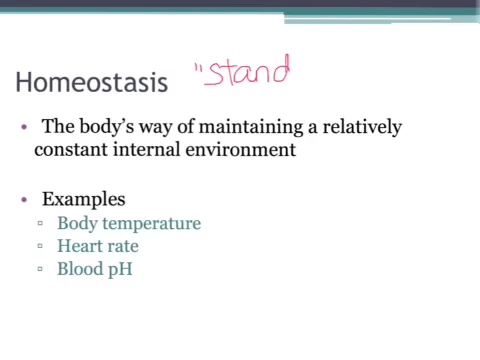 Homeostasis "stand
• The body's way of maintaining a relatively
constant internal environment
• Examples
▫ Body temperature
▫ Heart rate
▫ Blood pH